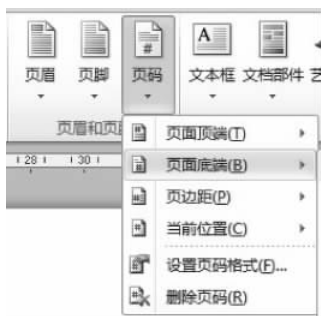 页眉 页脚 页码 文本框 文档部件
页眉和页
页面顶端(T)
28 30
页面底端(B)
页边距(P)
当前位置(C)
设置页码格式(F)...
删除页码(R)